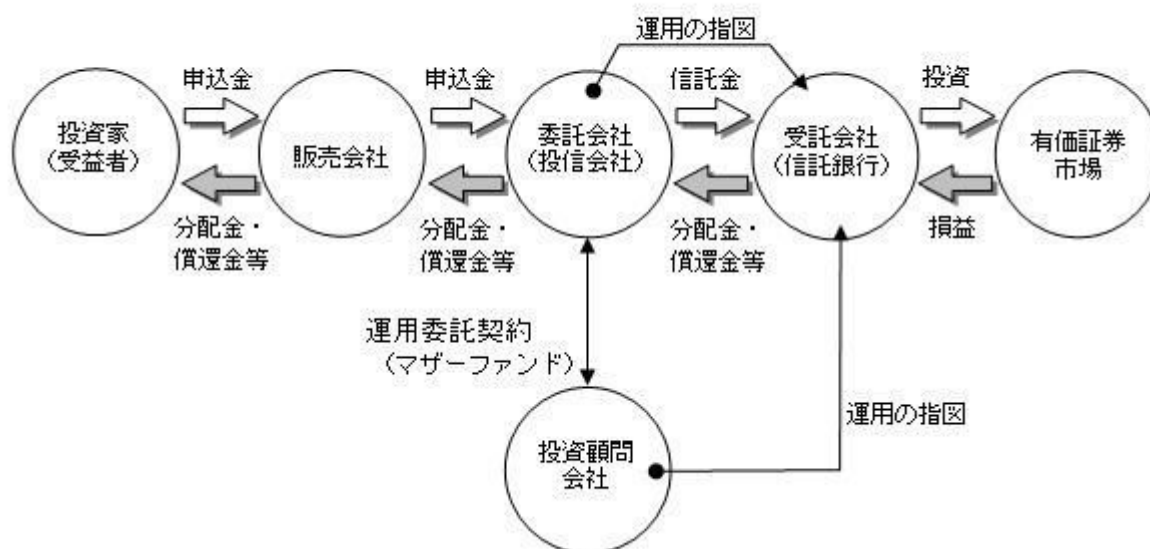 運用の指図
申込金
申込金
信託金
投資
投資家
（受益者）
販売会社
委託会社
（投信会社）
受託会社
（信託銀行）
有価証券
市場
分配金・
償還金等
分配金・
償還金等
分配金・
償還金等
損益
運用委託契約
（マザーファンド）
運用の指図
投資顧問
会社